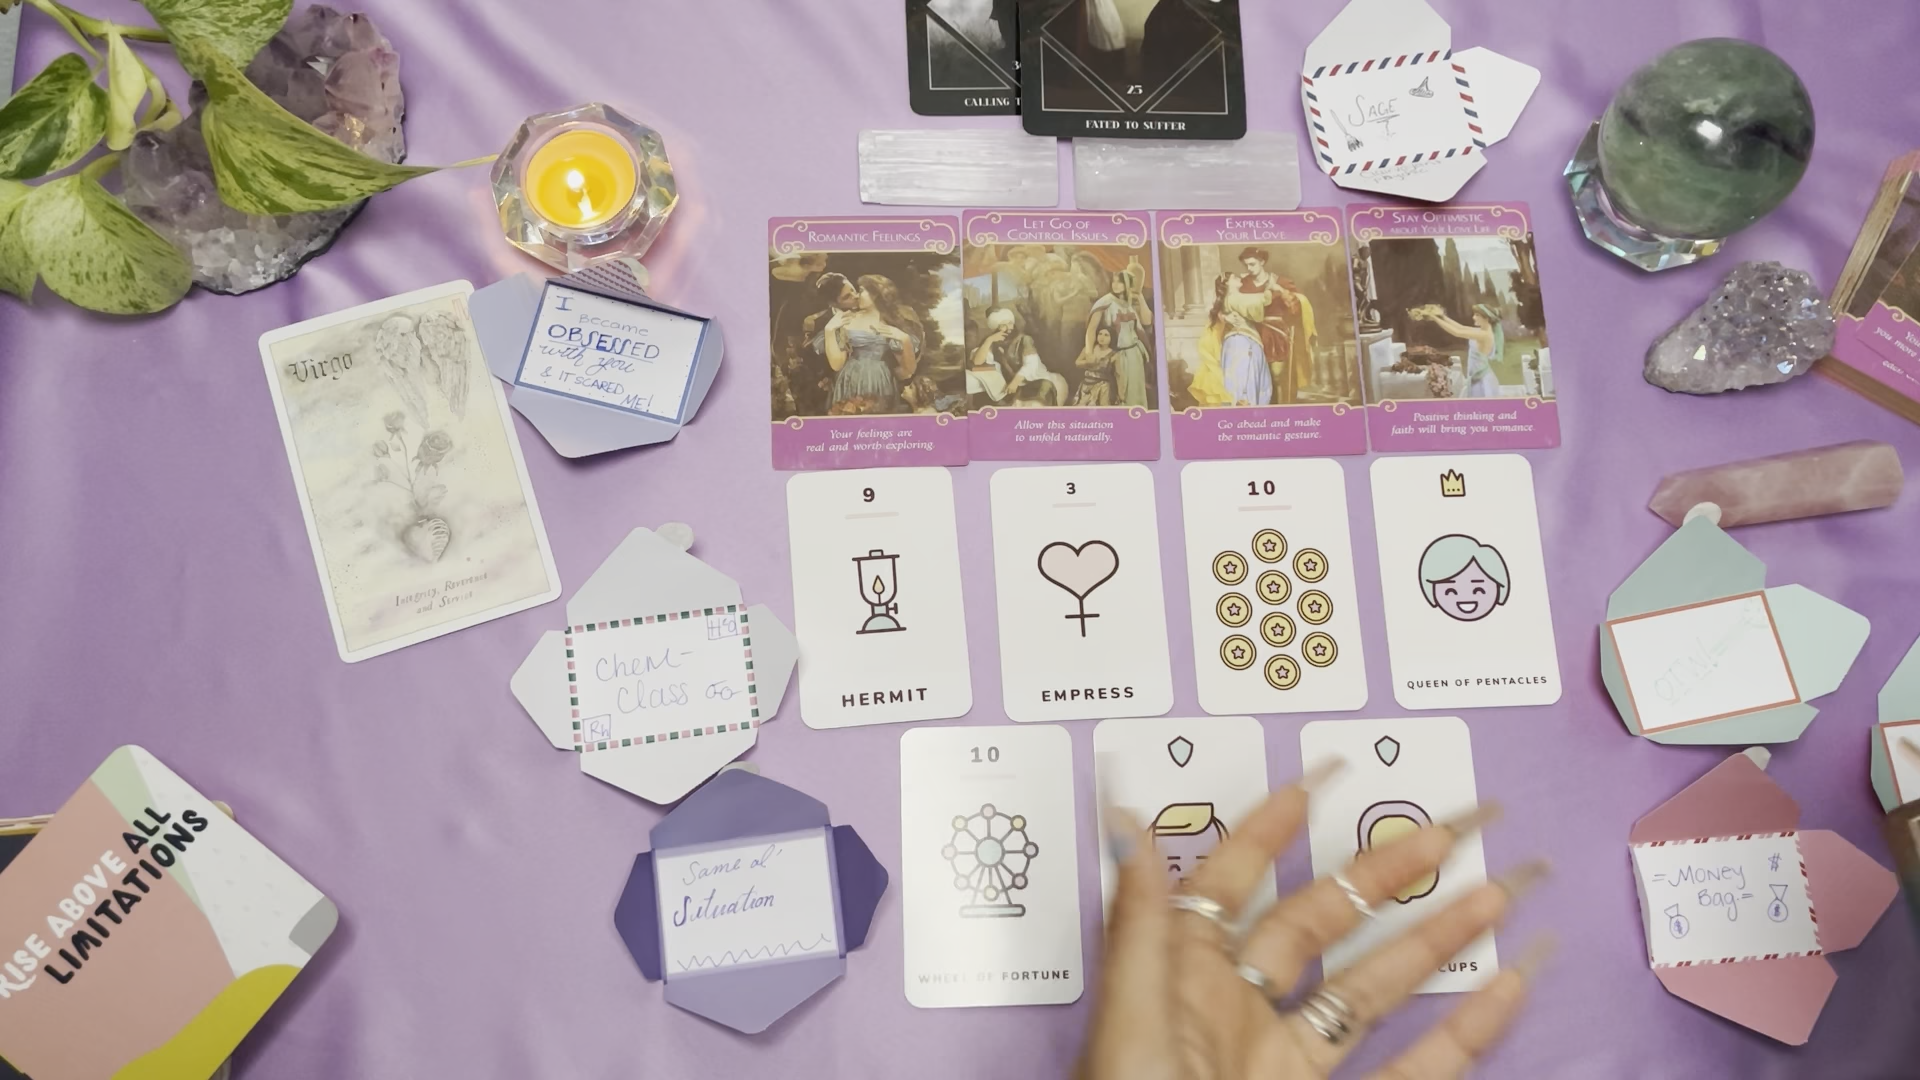 CALLING T
25
FATED TO SUFFER
SAGE
ROMANTIC FEELINGS
Your feelings are
real and worth exploring.
LET GO OF
CONTROL ISSUES
Allow this situation
to unfold naturally.
EXPRESS
YOUR LOVE
Go ahead and make
the romantic gesture.
STAY OPTIMISTIC
ABOUT YOUR LOVE LIFE
Positive thinking and
faith will bring you romance.
Virgo
Integrity, Reverence
and Service
I
become
OBSESSED
with you
& IT SCARED
ME!
9
HERMIT
3
EMPRESS
10
QUEEN OF PENTACLES
Chem-
Class
Rh
OTW!
10
WHEEL OF FORTUNE
CUPS
Same ol'
Situation
=MONEY
Bag.=
$
RISE ABOVE ALL
LIMITATIONS
you more